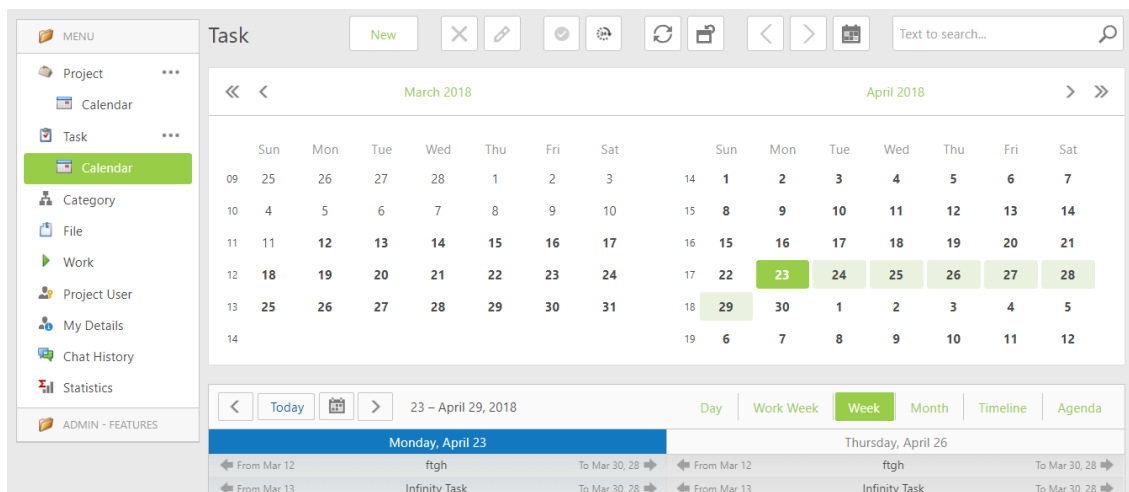 MENU
Project
Calendar
Task
Calendar
Category
File
Work
Project User
My Details
Chat History
Statistics
ADMIN - FEATURES
Task New 24 Text to search...
March 2018 April 2018
Sun Mon Tue Wed Thu Fri Sat Sun Mon Tue Wed Thu Fri Sat
09 25 26 27 28 1 2 3 14 1 2 3 4 5 6 7
10 4 5 6 7 8 9 10 15 8 9 10 11 12 13 14
11 11 12 13 14 15 16 17 16 15 16 17 18 19 20 21
12 18 19 20 21 22 23 24 17 22 23 24 25 26 27 28
13 25 26 27 28 29 30 31 18 29 30 1 2 3 4 5
14 19 6 7 8 9 10 11 12
Today 23 – April 29, 2018 Day Work Week Week Month Timeline Agenda
Monday, April 23 Thursday, April 26
From Mar 12 ftgh To Mar 30, 28 From Mar 12 ftgh To Mar 30, 28
From Mar 13 Infinity Task To Mar 30, 28 From Mar 13 Infinity Task To Mar 30, 28